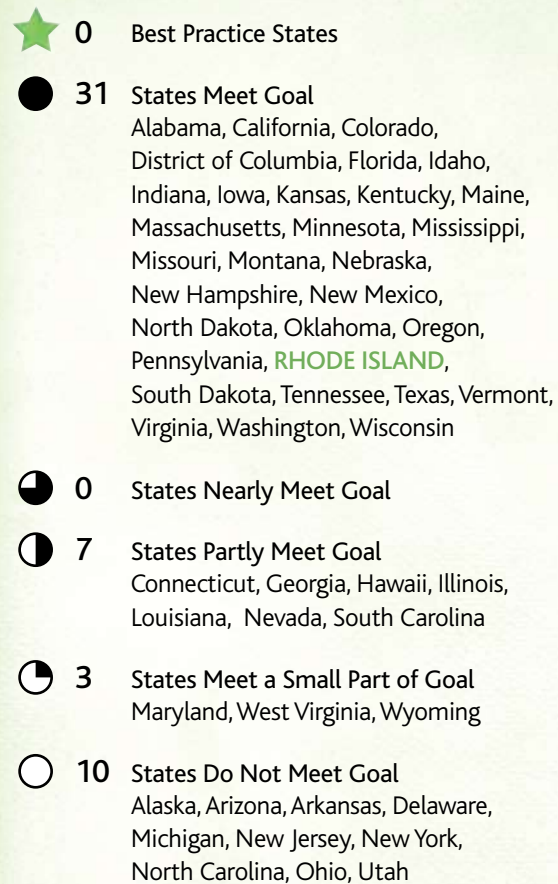 0 Best Practice States
31 States Meet Goal
Alabama, California, Colorado,
District of Columbia, Florida, Idaho,
Indiana, Iowa, Kansas, Kentucky, Maine,
Massachusetts, Minnesota, Mississippi,
Missouri, Montana, Nebraska,
New Hampshire, New Mexico,
North Dakota, Oklahoma, Oregon,
Pennsylvania, RHODE ISLAND,
South Dakota, Tennessee, Texas, Vermont,
Virginia, Washington, Wisconsin
0 States Nearly Meet Goal
7 States Partly Meet Goal
Connecticut, Georgia, Hawaii, Illinois,
Louisiana, Nevada, South Carolina
3 States Meet a Small Part of Goal
Maryland, West Virginia, Wyoming
10 States Do Not Meet Goal
Alaska, Arizona, Arkansas, Delaware,
Michigan, New Jersey, New York,
North Carolina, Ohio, Utah